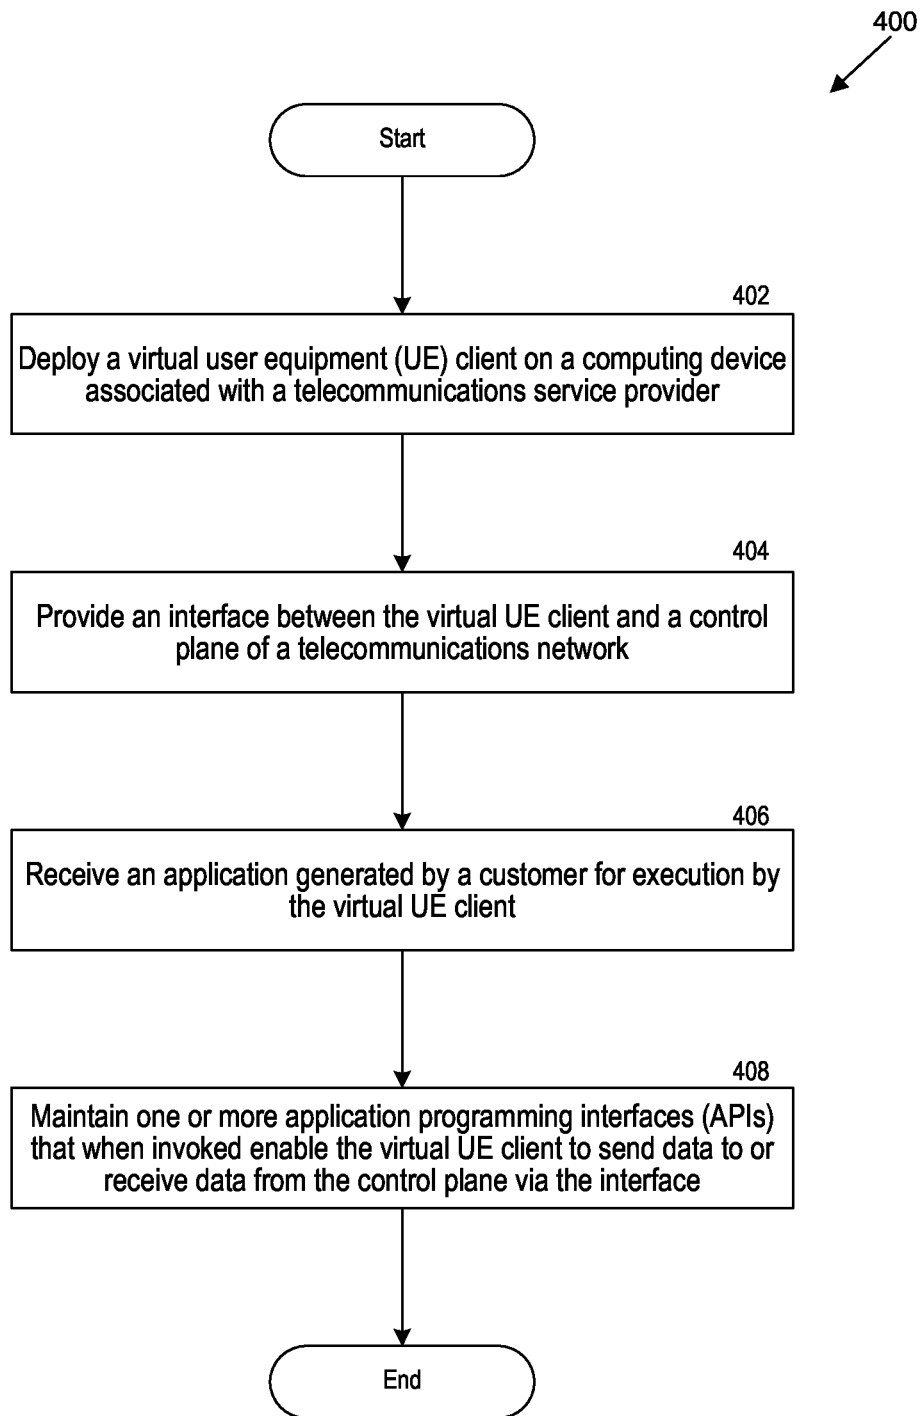 400
Start
402
Deploy a virtual user equipment (UE) client on a computing device
associated with a telecommunications service provider
404
Provide an interface between the virtual UE client and a control
plane of a telecommunications network
406
Receive an application generated by a customer for execution by
the virtual UE client
408
Maintain one or more application programming interfaces (APIs)
that when invoked enable the virtual UE client to send data to or
receive data from the control plane via the interface
End